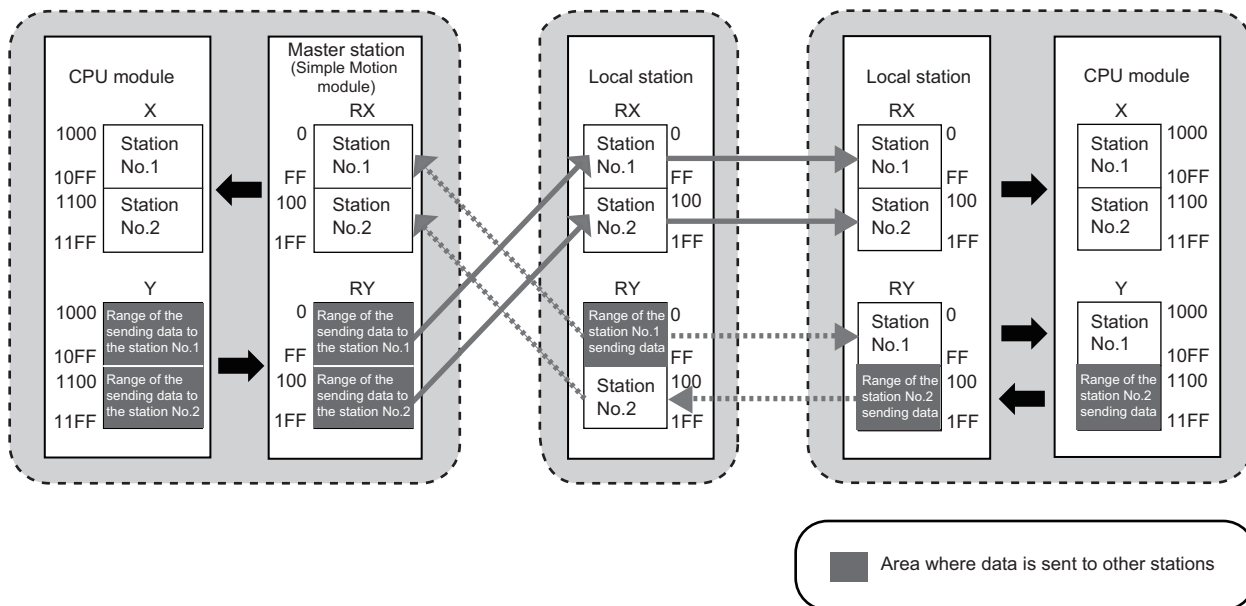 CPU module
X
1000
10FF
1100
11FF
Station
No.1
Station
No.2
Y
1000
10FF
1100
11FF
Range of the
sending data to
the station No.1
Range of the
sending data to
the station No.2
Master station
(Simple Motion
module)
RX
0
FF
100
1FF
Station
No.1
Station
No.2
RY
0
FF
100
1FF
Range of the
sending data to
the station No.1
Range of the
sending data to
the station No.2
Local station
RX
Station
No.1
Station
No.2
0
FF
100
1FF
RY
Range of the
station No.1
sending data
Station
No.2
0
FF
100
1FF
Local station
RX
Station
No.1
Station
No.2
0
FF
100
1FF
RY
Station
No.1
Range of the
station No.2
sending data
0
FF
100
1FF
CPU module
X
Station
No.1
Station
No.2
1000
10FF
1100
11FF
Y
Station
No.1
Range of the
station No.2
sending data
1000
10FF
1100
11FF
Area where data is sent to other stations